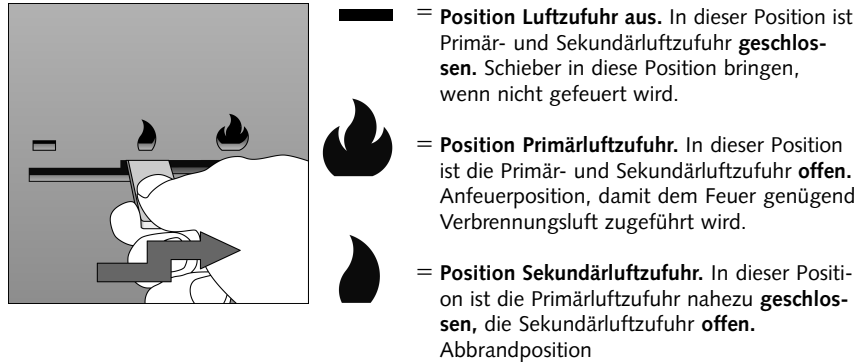 = Position Luftzufuhr aus. In dieser Position ist
Primär- und Sekundärluftzufuhr geschlos-
sen. Schieber in diese Position bringen,
wenn nicht gefeuert wird.
= Position Primärluftzufuhr. In dieser Position
ist die Primär- und Sekundärluftzufuhr offen.
Anfeuerposition, damit dem Feuer genügend
Verbrennungsluft zugeführt wird.
= Position Sekundärluftzufuhr. In dieser Positi-
on ist die Primärluftzufuhr nahezu geschlos-
sen, die Sekundärluftzufuhr offen.
Abbrandposition